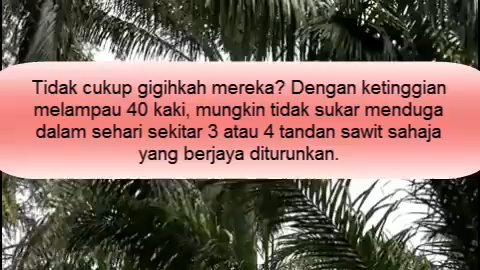 Tidak cukup gigihkah mereka? Dengan ketinggian
melampau 40 kaki, mungkin tidak sukar menduga
dalam sehari sekitar 3 atau 4 tandan sawit sahaja
yang berjaya diturunkan.